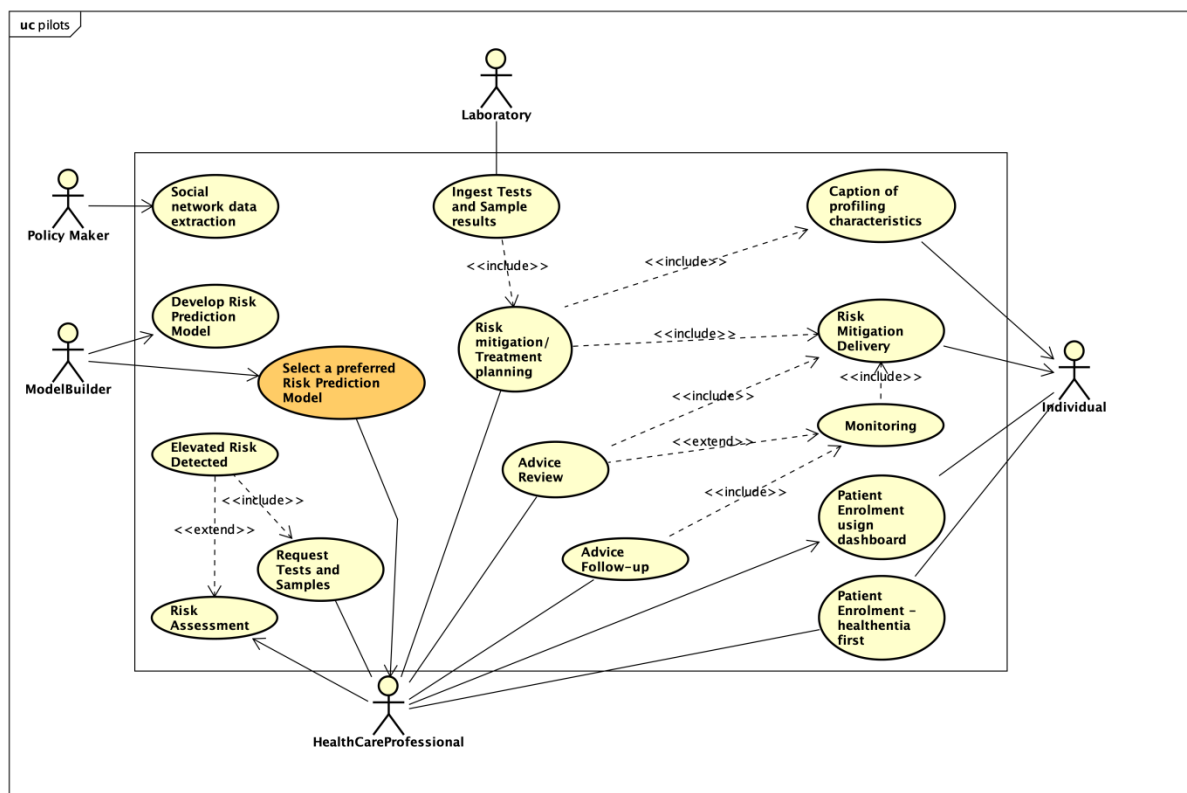 uc pilots
Laboratory
Policy Maker
Social
network data
extraction
Ingest Tests
and Sample
results
Caption of
profiling
characteristics
<<include>>
<<include>>
ModelBuilder
Develop Risk
Prediction
Model
Select a preferred
Risk Prediction
Model
Risk
mitigation/
Treatment
planning
<<include>>
Risk
Mitigation
Delivery
<<include>>
<<include>>
Individual
Elevated Risk
Detected
<<include>>
<<extend>>
Advice
Review
<<extend>>
Monitoring
<<include>>
Request
Tests and
Samples
Advice
Follow-up
Patient
Enrolment
usign
dashboard
Risk
Assessment
Patient
Enrolment -
healthentia
first
HealthCareProfessional